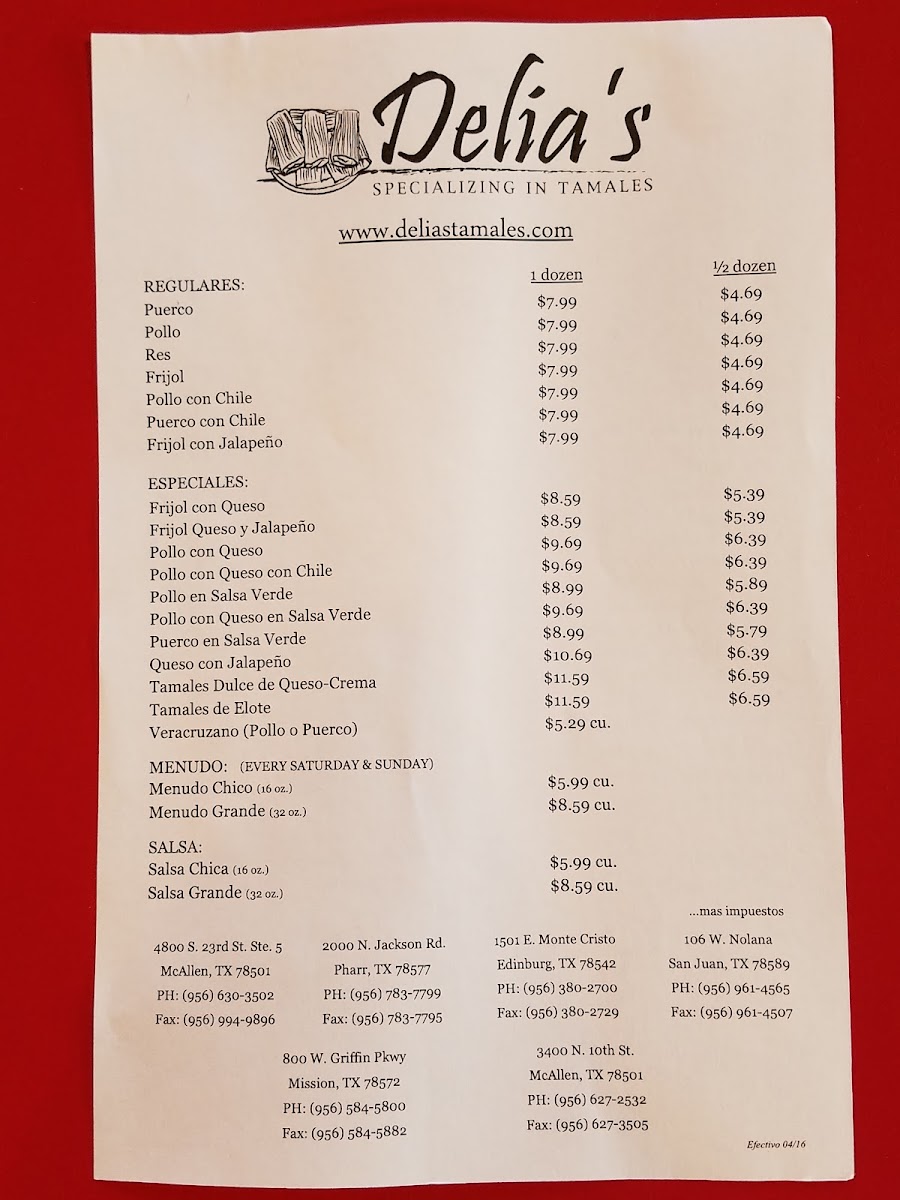 Delia's
SPECIALIZING IN TAMALES
www.deliastamales.com
REGULARES: 1 dozen ½ dozen
Puerco $7.99 $4.69
Pollo $7.99 $4.69
Res $7.99 $4.69
Frijol $7.99 $4.69
Pollo con Chile $7.99 $4.69
Puerco con Chile $7.99 $4.69
Frijol con Jalapeño $7.99 $4.69
ESPECIALES:
Frijol con Queso $8.59 $5.39
Frijol Queso y Jalapeño $8.59 $5.39
Pollo con Queso $9.69 $6.39
Pollo con Queso con Chile $9.69 $6.39
Pollo en Salsa Verde $8.99 $5.89
Pollo con Queso en Salsa Verde $9.69 $6.39
Puerco en Salsa Verde $8.99 $5.79
Queso con Jalapeño $10.69 $6.39
Tamales Dulce de Queso-Crema $11.59 $6.59
Tamales de Elote $11.59 $6.59
Veracruzano (Pollo o Puerco) $5.29 cu.
MENUDO: (EVERY SATURDAY & SUNDAY)
Menudo Chico (16 oz.) $5.99 cu.
Menudo Grande (32 oz.) $8.59 cu.
SALSA:
Salsa Chica (16 oz.) $5.99 cu.
Salsa Grande (32 oz.) $8.59 cu.
...mas impuestos
4800 S. 23rd St. Ste. 5
McAllen, TX 78501
PH: (956) 630-3502
Fax: (956) 994-9896
2000 N. Jackson Rd.
Pharr, TX 78577
PH: (956) 783-7799
Fax: (956) 783-7795
1501 E. Monte Cristo
Edinburg, TX 78542
PH: (956) 380-2700
Fax: (956) 380-2729
106 W. Nolana
San Juan, TX 78589
PH: (956) 961-4565
Fax: (956) 961-4507
800 W. Griffin Pkwy
Mission, TX 78572
PH: (956) 584-5800
Fax: (956) 584-5882
3400 N. 10th St.
McAllen, TX 78501
PH: (956) 627-2532
Fax: (956) 627-3505
Efectivo 04/16